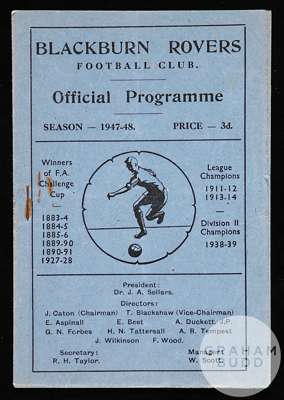 BLACKBURN ROVERS
FOOTBALL CLUB.
Official Programme
SEASON — 1947-48. PRICE — 3d.
Winners
of F.A.
Challenge
Cup
—
1883-4
1884-5
1885-6
1889-90
1890-91
1927-28
League
Champions
1911-12
1913-14
—
Division II
Champions
1938-39
President:
Dr. J. A. Sellars.
Directors:
J. Caton (Chairman) T. Blackshaw (Vice-Chairman)
E. Aspinall E. Best A. Duckett, J.P.
G. N. Forbes H. N. Tattersall A. R. Tempest
J. Wilkinson F. Wood.
Secretary: Manager:
R. H. Taylor. W. Scott.
GRAHAM
BUDD